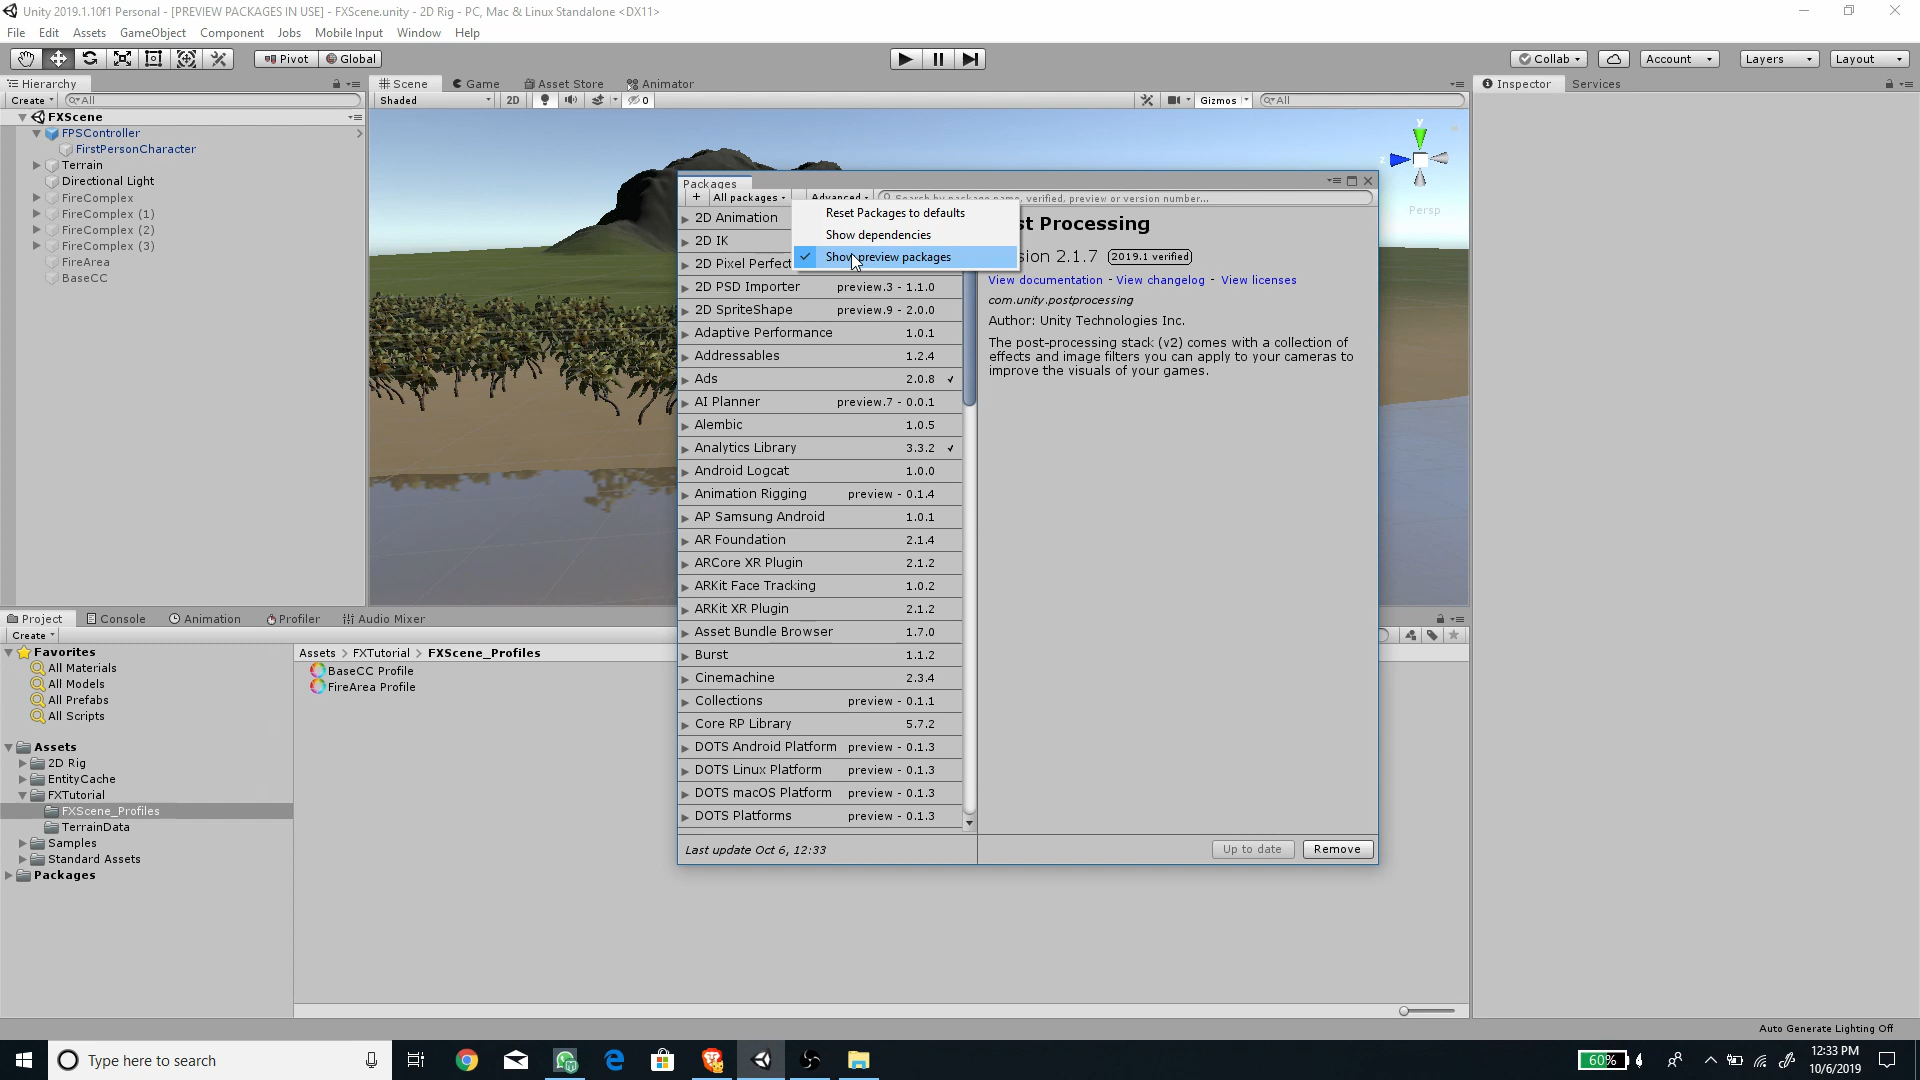 Unity 2019.1.10f1 Personal - [PREVIEW PACKAGES IN USE] - FXScene.unity - 2D Rig - PC, Mac & Linux Standalone <DX11>
File Edit Assets GameObject Component Jobs Mobile Input Window Help
Pivot Global Collab Account Layers Layout
Hierarchy
Create All
FXScene
FPSController
FirstPersonCharacter
Terrain
Directional Light
FireComplex
FireComplex (1)
FireComplex (2)
FireComplex (3)
FireArea
BaseCC
Scene Game Asset Store Animator
Shaded 2D 0 Gizmos All
y
z
Persp
Inspector Services
Packages
+ All packages Advanced Search by package name, verified, preview or version number...
Reset Packages to defaults
Show dependencies
Show preview packages
2D Animation
2D IK
2D Pixel Perfect
2D PSD Importer preview.3 - 1.1.0
2D SpriteShape preview.9 - 2.0.0
Adaptive Performance 1.0.1
Addressables 1.2.4
Ads 2.0.8 ✓
AI Planner preview.7 - 0.0.1
Alembic 1.0.5
Analytics Library 3.3.2 ✓
Android Logcat 1.0.0
Animation Rigging preview - 0.1.4
AP Samsung Android 1.0.1
AR Foundation 2.1.4
ARCore XR Plugin 2.1.2
ARKit Face Tracking 1.0.2
ARKit XR Plugin 2.1.2
Asset Bundle Browser 1.7.0
Burst 1.1.2
Cinemachine 2.3.4
Collections preview - 0.1.1
Core RP Library 5.7.2
DOTS Android Platform preview - 0.1.3
DOTS Linux Platform preview - 0.1.3
DOTS macOS Platform preview - 0.1.3
DOTS Platforms preview - 0.1.3
Last update Oct 6, 12:33
st Processing
sion 2.1.7 2019.1 verified
View documentation - View changelog - View licenses
com.unity.postprocessing
Author: Unity Technologies Inc.
The post-processing stack (v2) comes with a collection of
effects and image filters you can apply to your cameras to
improve the visuals of your games.
Up to date Remove
Project Console Animation Profiler Audio Mixer
Create
Favorites
All Materials
All Models
All Prefabs
All Scripts
Assets
2D Rig
EntityCache
FXTutorial
FXScene_Profiles
TerrainData
Samples
Standard Assets
Packages
Assets > FXTutorial > FXScene_Profiles
BaseCC Profile
FireArea Profile
Auto Generate Lighting Off
Type here to search
60%
12:33 PM
10/6/2019